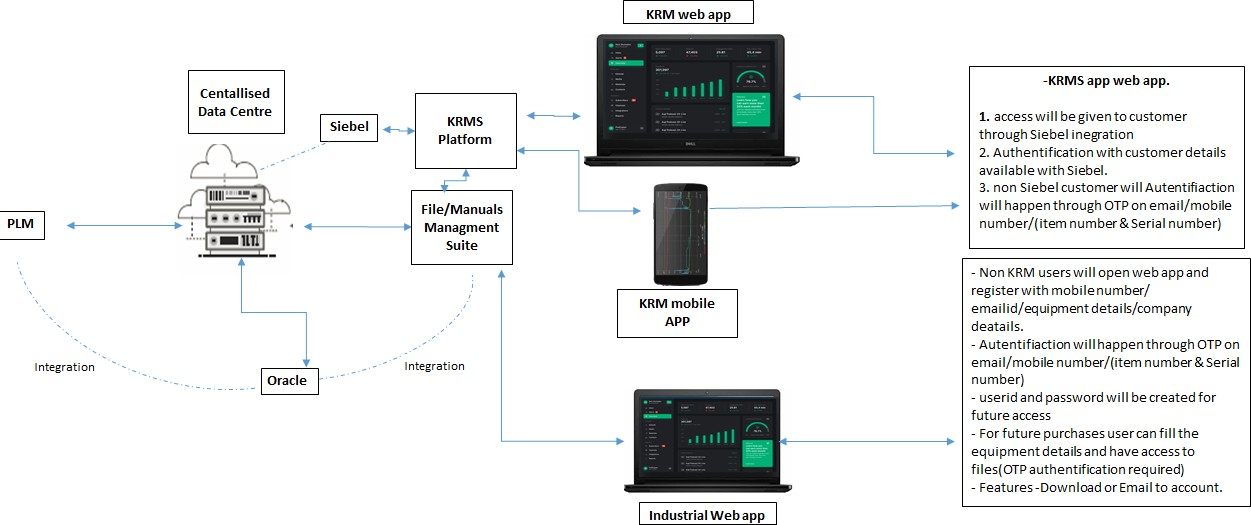 KRM web app
Centallised
Data Centre
Siebel
KRMS
Platform
PLM
File/Manuals
Managment
Suite
KRM mobile
APP
Integration
Integration
Oracle
Industrial Web app
DELL
-KRMS app web app.
1. access will be given to customer
through Siebel inegration
2. Authentification with customer details
available with Siebel.
3. non Siebel customer will Autentifiaction
will happen through OTP on email/mobile
number/(item number & Serial number)
- Non KRM users will open web app and
register with mobile number/
emailid/equipment details/company
deatails.
- Autentifiaction will happen through OTP on
email/mobile number/(item number & Serial
number)
- userid and password will be created for
future access
- For future purchases user can fill the
equipment details and have access to
files(OTP authentification required)
- Features -Download or Email to account.